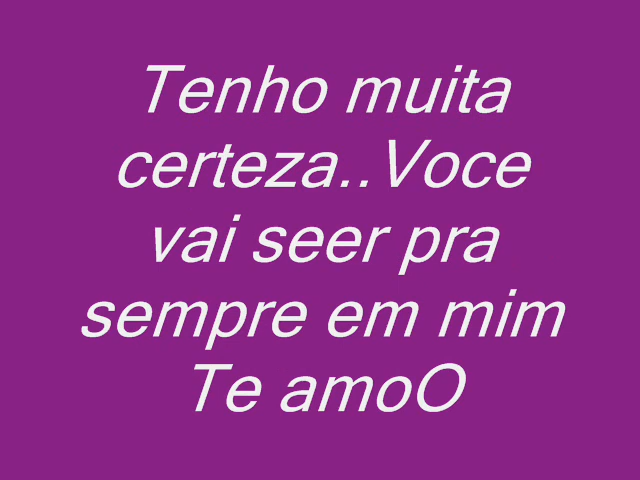 Tenho muita
certeza..Voce
vai seer pra
sempre em mim
Te amoO